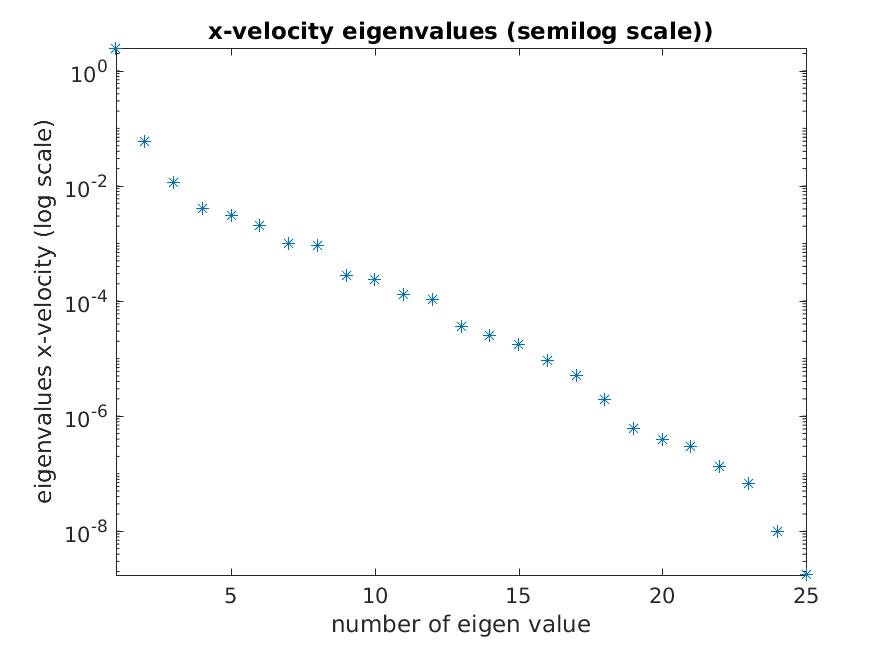 x-velocity eigenvalues (semilog scale))
eigenvalues x-velocity (log scale)
10^0
10^-2
10^-4
10^-6
10^-8
5 10 15 20 25
number of eigen value